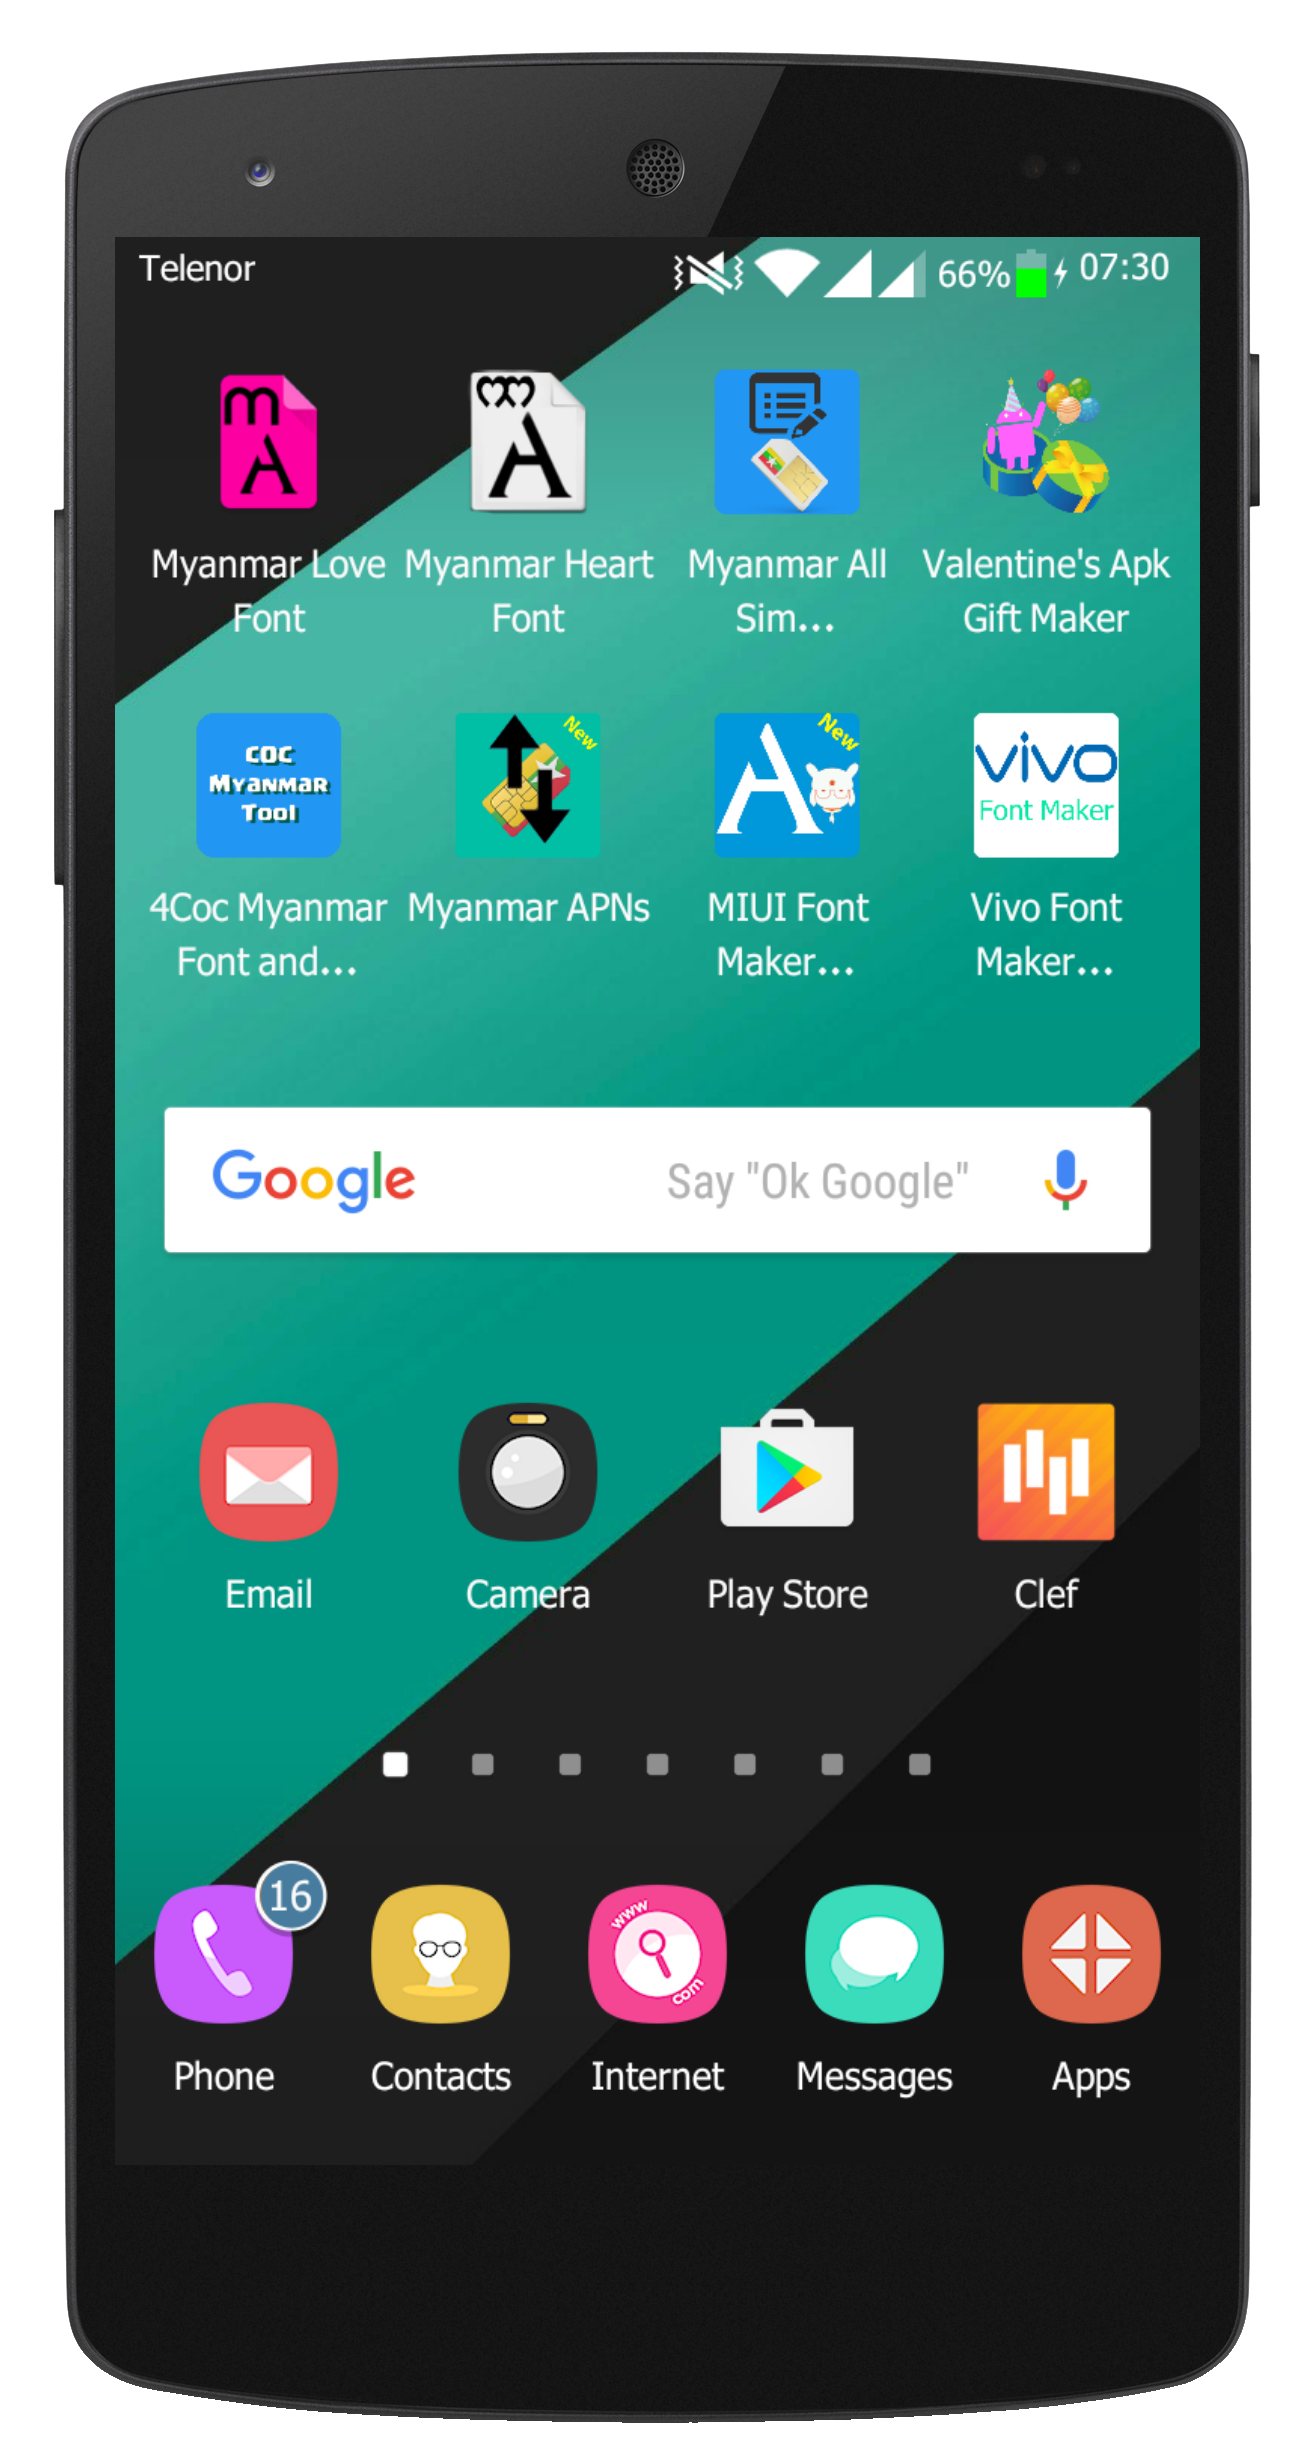 Telenor 66% 07:30
mA
A
Myanmar Love Font
Myanmar Heart Font
Myanmar All Sim...
Valentine's Apk Gift Maker
COC
Myanmar
Tool
New
A New
vivo
Font Maker
4Coc Myanmar Font and...
Myanmar APNs
MIUI Font Maker...
Vivo Font Maker...
Google Say "Ok Google"
Email Camera Play Store Clef
16
www
com
Phone Contacts Internet Messages Apps